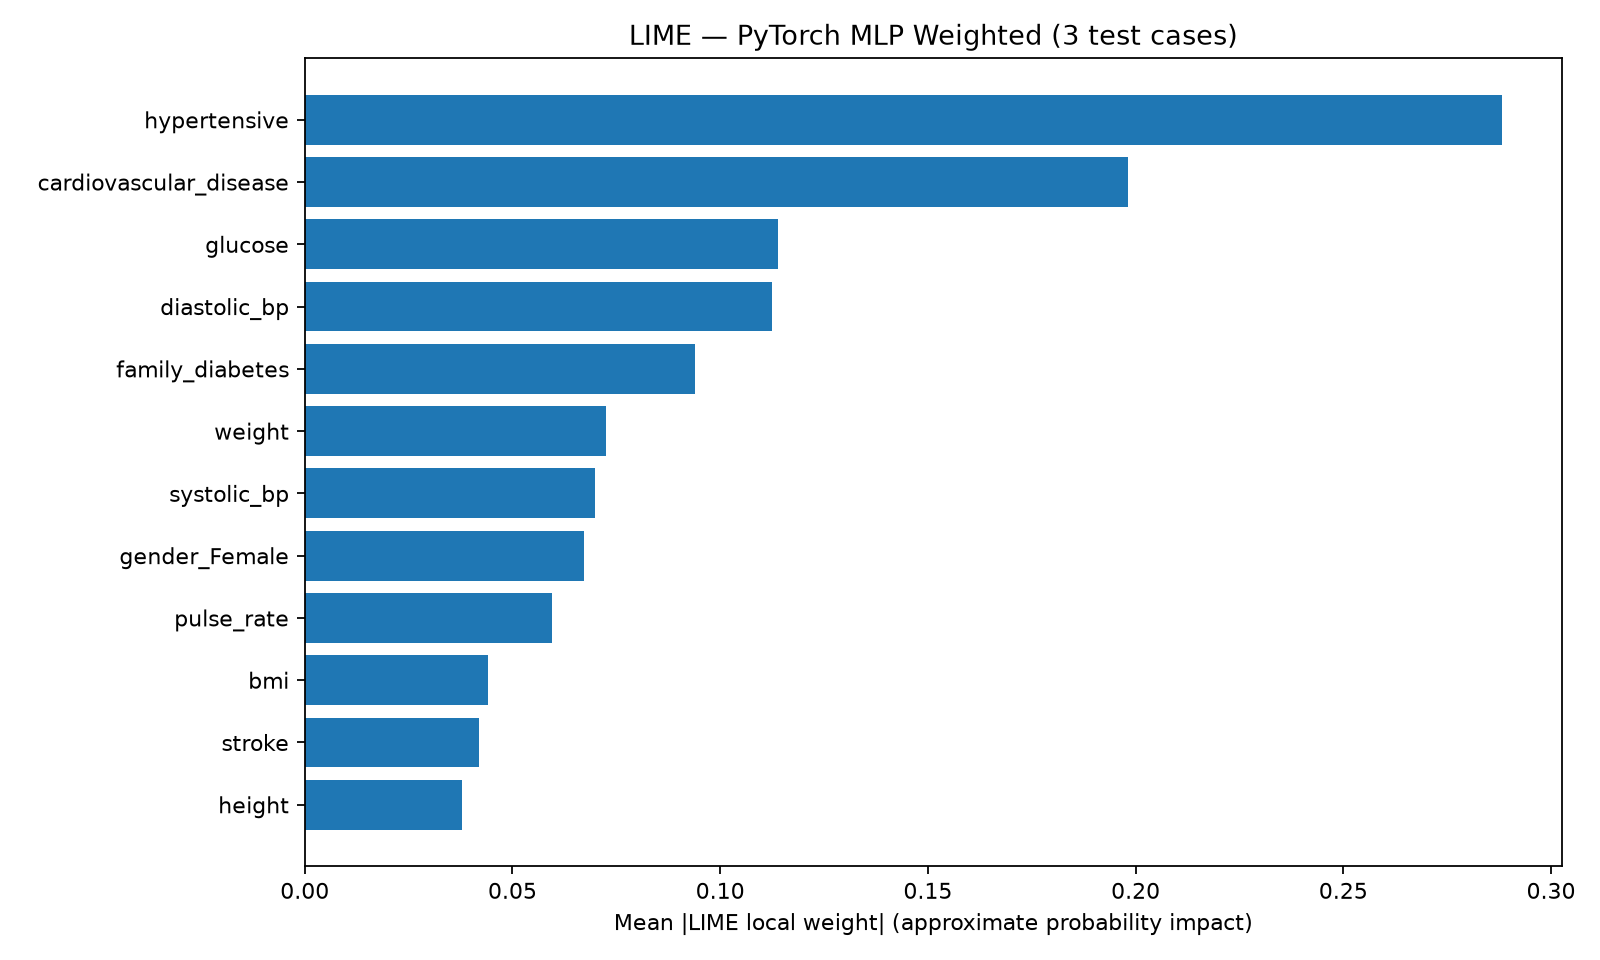 LIME — PyTorch MLP Weighted (3 test cases)
hypertensive
cardiovascular_disease
glucose
diastolic_bp
family_diabetes
weight
systolic_bp
gender_Female
pulse_rate
bmi
stroke
height
0.00 0.05 0.10 0.15 0.20 0.25 0.30
Mean |LIME local weight| (approximate probability impact)